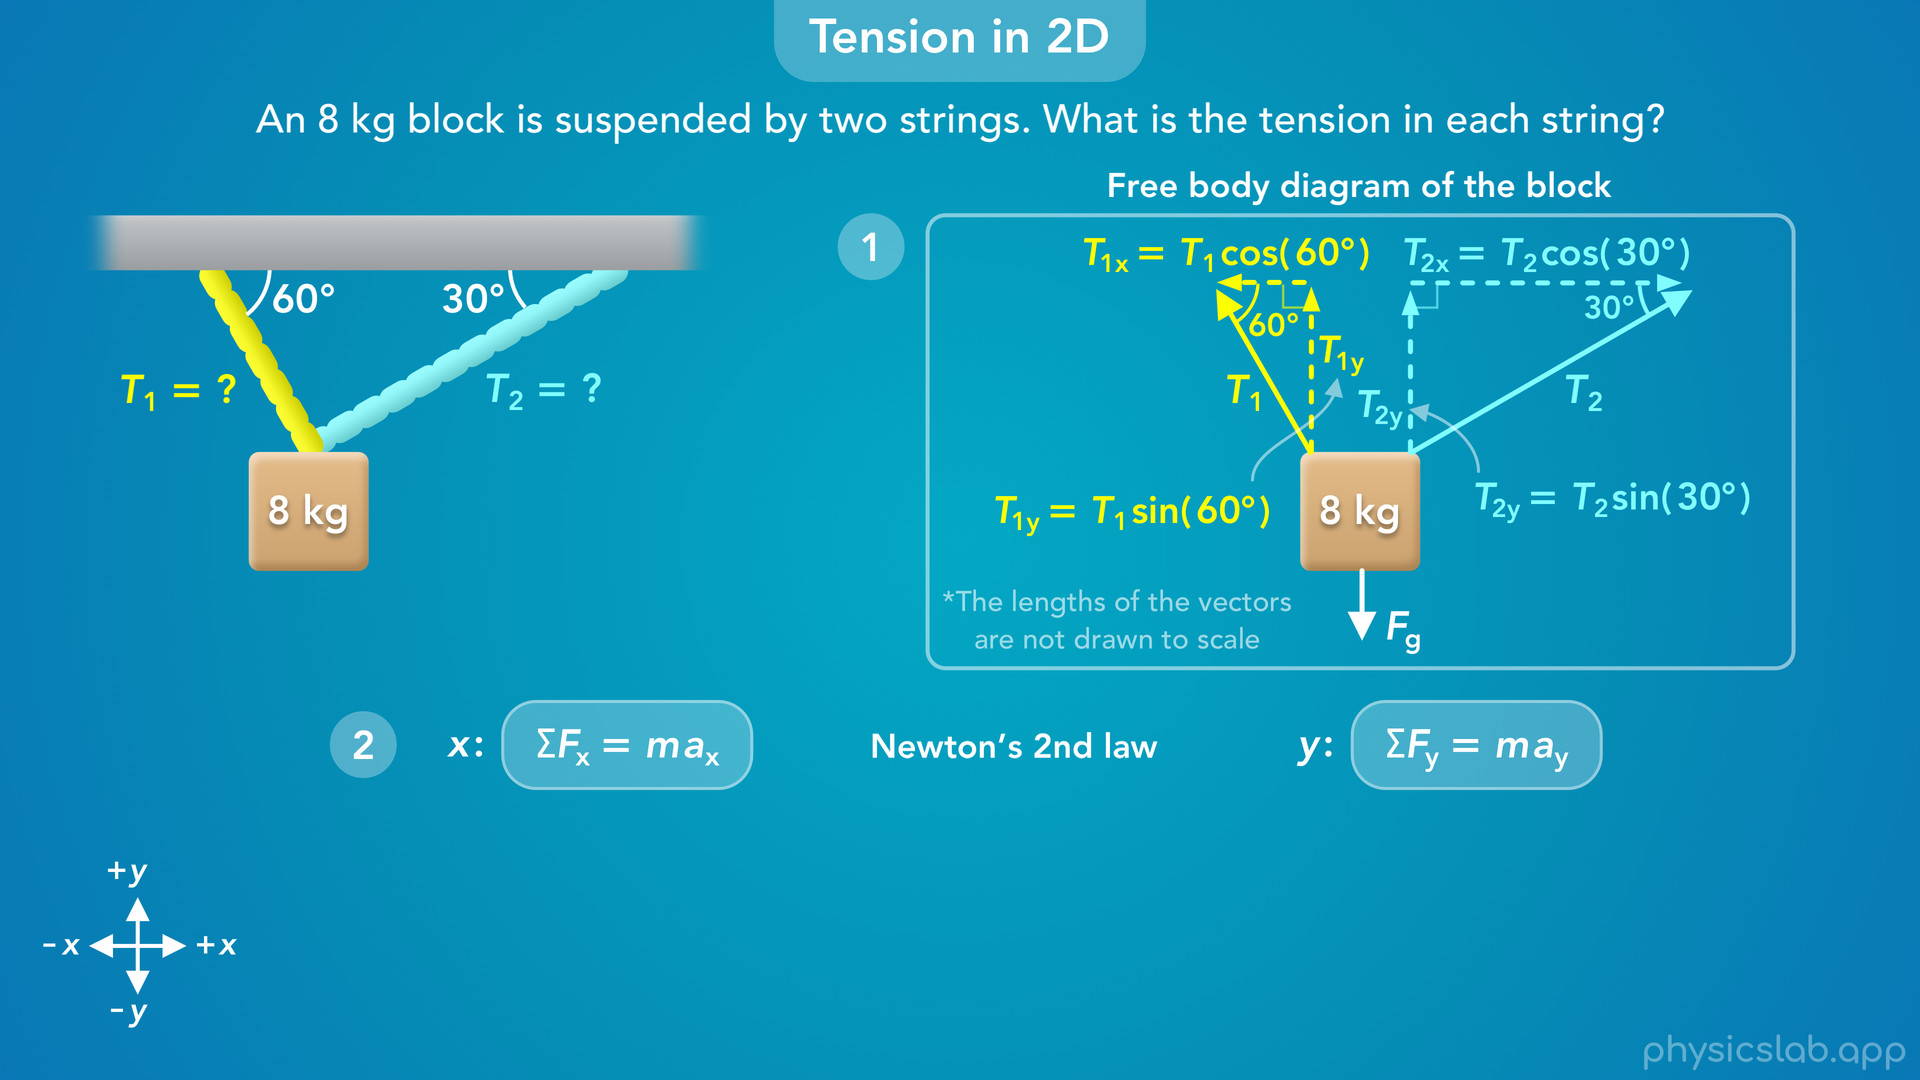 Tension in 2D
An 8 kg block is suspended by two strings. What is the tension in each string?
60°
30°
T1 = ?
T2 = ?
8 kg
Free body diagram of the block
1
T1x = T1cos(60°)
T2x = T2cos(30°)
60°
30°
T1y
T1
T2y
T2
T1y = T1sin(60°)
8 kg
T2y = T2sin(30°)
*The lengths of the vectors
are not drawn to scale
Fg
2
x:
ΣFx = max
Newton’s 2nd law
y:
ΣFy = may
+y
–x
+x
–y
physicslab.app